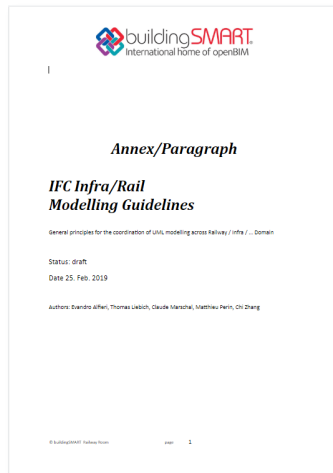 buildingSMART®
International home of openBIM
Annex/Paragraph
IFC Infra/Rail
Modelling Guidelines
General principles for the coordination of UML modelling across Railway / Infra / ... Domain
Status: draft
Date 25. Feb. 2019
Authors: Evandro Alfieri, Thomas Liebich, Claude Marschal, Matthieu Perin, Chi Zhang
© buildingSMART Railway Room page 1